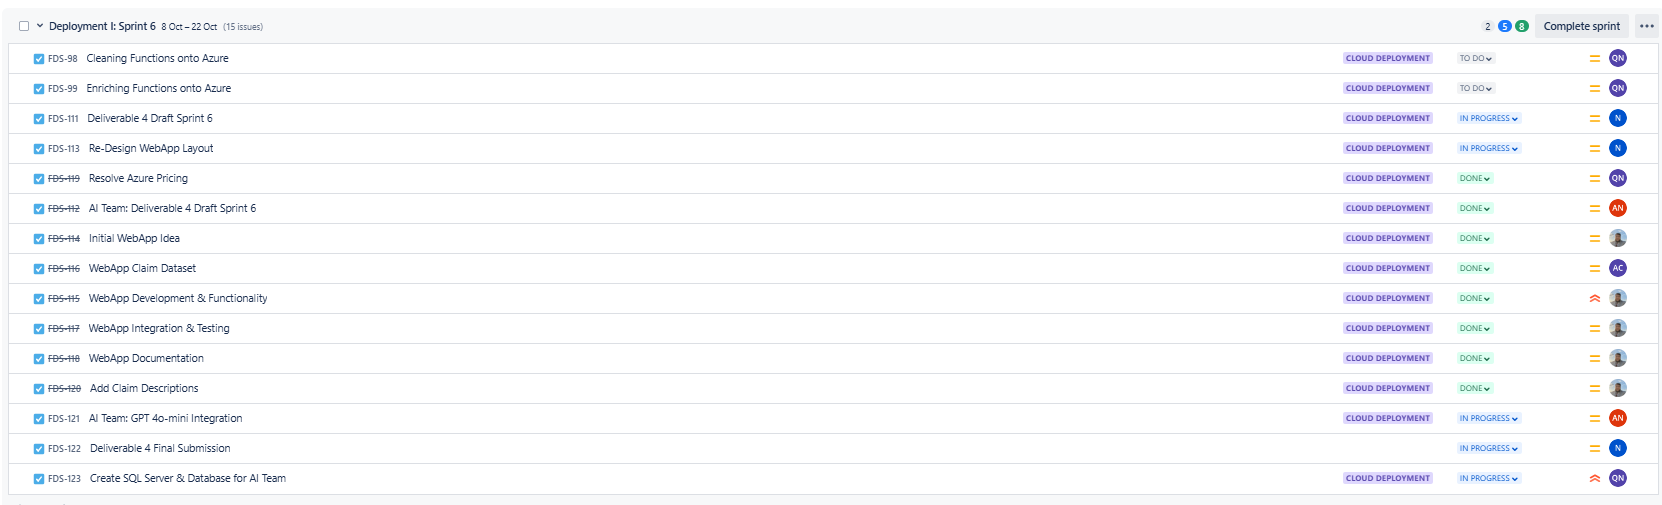 Deployment I: Sprint 6 8 Oct – 22 Oct (15 issues) 2 5 8 Complete sprint
FDS-98 Cleaning Functions onto Azure CLOUD DEPLOYMENT TO DO QN
FDS-99 Enriching Functions onto Azure CLOUD DEPLOYMENT TO DO QN
FDS-111 Deliverable 4 Draft Sprint 6 CLOUD DEPLOYMENT IN PROGRESS N
FDS-113 Re-Design WebApp Layout CLOUD DEPLOYMENT IN PROGRESS N
FDS-119 Resolve Azure Pricing CLOUD DEPLOYMENT DONE QN
FDS-112 AI Team: Deliverable 4 Draft Sprint 6 CLOUD DEPLOYMENT DONE AN
FDS-114 Initial WebApp Idea CLOUD DEPLOYMENT DONE
FDS-116 WebApp Claim Dataset CLOUD DEPLOYMENT DONE AC
FDS-115 WebApp Development & Functionality CLOUD DEPLOYMENT DONE
FDS-117 WebApp Integration & Testing CLOUD DEPLOYMENT DONE
FDS-118 WebApp Documentation CLOUD DEPLOYMENT DONE
FDS-120 Add Claim Descriptions CLOUD DEPLOYMENT DONE
FDS-121 AI Team: GPT 4o-mini Integration CLOUD DEPLOYMENT IN PROGRESS AN
FDS-122 Deliverable 4 Final Submission IN PROGRESS N
FDS-123 Create SQL Server & Database for AI Team CLOUD DEPLOYMENT IN PROGRESS QN